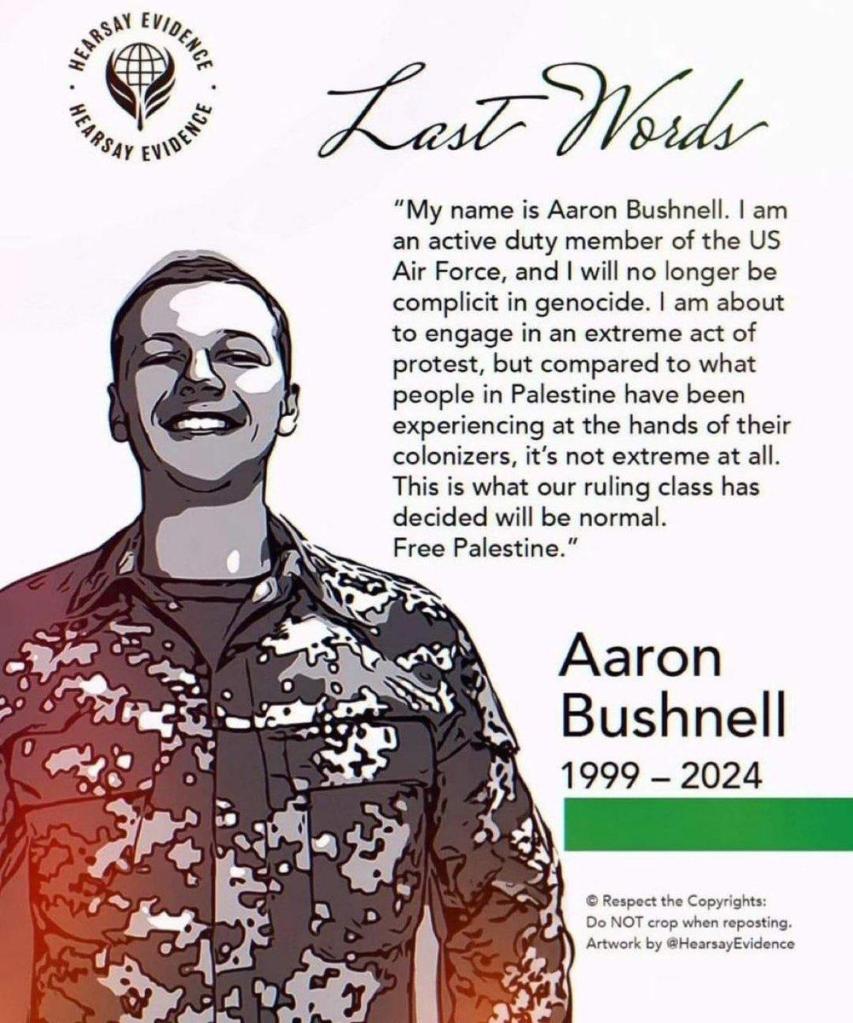 HEARSAY EVIDENCE
HEARSAY EVIDENCE
Last Words
“My name is Aaron Bushnell. I am
an active duty member of the US
Air Force, and I will no longer be
complicit in genocide. I am about
to engage in an extreme act of
protest, but compared to what
people in Palestine have been
experiencing at the hands of their
colonizers, it’s not extreme at all.
This is what our ruling class has
decided will be normal.
Free Palestine.”
Aaron
Bushnell
1999 – 2024
© Respect the Copyrights:
Do NOT crop when reposting.
Artwork by @HearsayEvidence